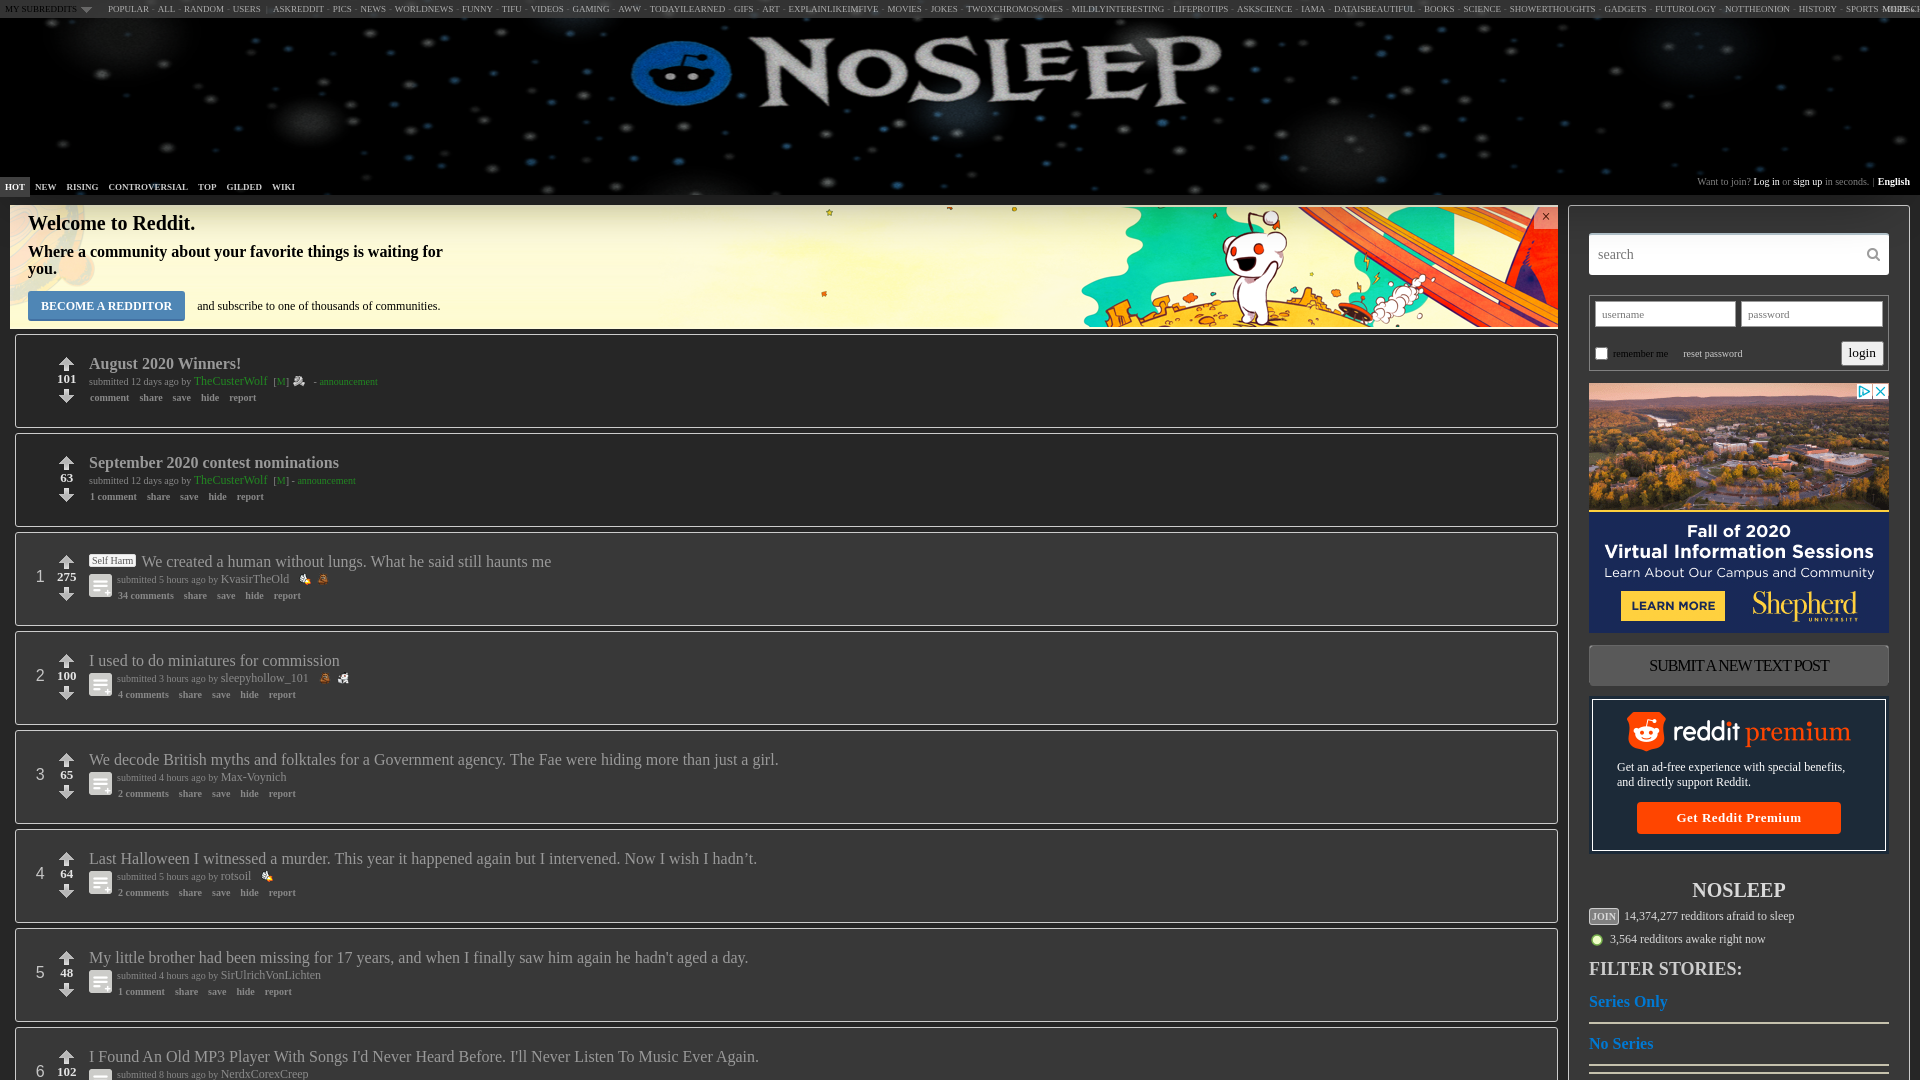 MY SUBREDDITS POPULAR - ALL - RANDOM - USERS | ASKREDDIT - PICS - NEWS - WORLDNEWS - FUNNY - TIFU - VIDEOS - GAMING - AWW - TODAYILEARNED - GIFS - ART - EXPLAINLIKEIMFIVE - MOVIES - JOKES - TWOXCHROMOSOMES - MILDLYINTERESTING - LIFEPROTIPS - ASKSCIENCE - IAMA - DATAISBEAUTIFUL - BOOKS - SCIENCE - SHOWERTHOUGHTS - GADGETS - FUTUROLOGY - NOTTHEONION - HISTORY - SPORTS
NOSLEEP
HOT NEW RISING CONTROVERSIAL TOP GILDED WIKI
Want to join? Log in or sign up in seconds. | English
Welcome to Reddit.
Where a community about your favorite things is waiting for
you.
BECOME A REDDITOR and subscribe to one of thousands of communities.
×
101
August 2020 Winners!
submitted 12 days ago by TheCusterWolf [M] - announcement
comment share save hide report
63
September 2020 contest nominations
submitted 12 days ago by TheCusterWolf [M] - announcement
1 comment share save hide report
1
275
Self Harm We created a human without lungs. What he said still haunts me
submitted 5 hours ago by KvasirTheOld
34 comments share save hide report
2
100
I used to do miniatures for commission
submitted 3 hours ago by sleepyhollow_101
4 comments share save hide report
3
65
We decode British myths and folktales for a Government agency. The Fae were hiding more than just a girl.
submitted 4 hours ago by Max-Voynich
2 comments share save hide report
4
64
Last Halloween I witnessed a murder. This year it happened again but I intervened. Now I wish I hadn’t.
submitted 5 hours ago by rotsoil
2 comments share save hide report
5
48
My little brother had been missing for 17 years, and when I finally saw him again he hadn't aged a day.
submitted 4 hours ago by SirUlrichVonLichten
1 comment share save hide report
6
102
I Found An Old MP3 Player With Songs I'd Never Heard Before. I'll Never Listen To Music Ever Again.
submitted 8 hours ago by NerdxCorexCreep
search
username password
remember me reset password login
Fall of 2020
Virtual Information Sessions
Learn About Our Campus and Community
LEARN MORE Shepherd
UNIVERSITY
SUBMIT A NEW TEXT POST
reddit premium
Get an ad-free experience with special benefits,
and directly support Reddit.
Get Reddit Premium
NOSLEEP
JOIN 14,374,277 redditors afraid to sleep
3,564 redditors awake right now
FILTER STORIES:
Series Only
No Series